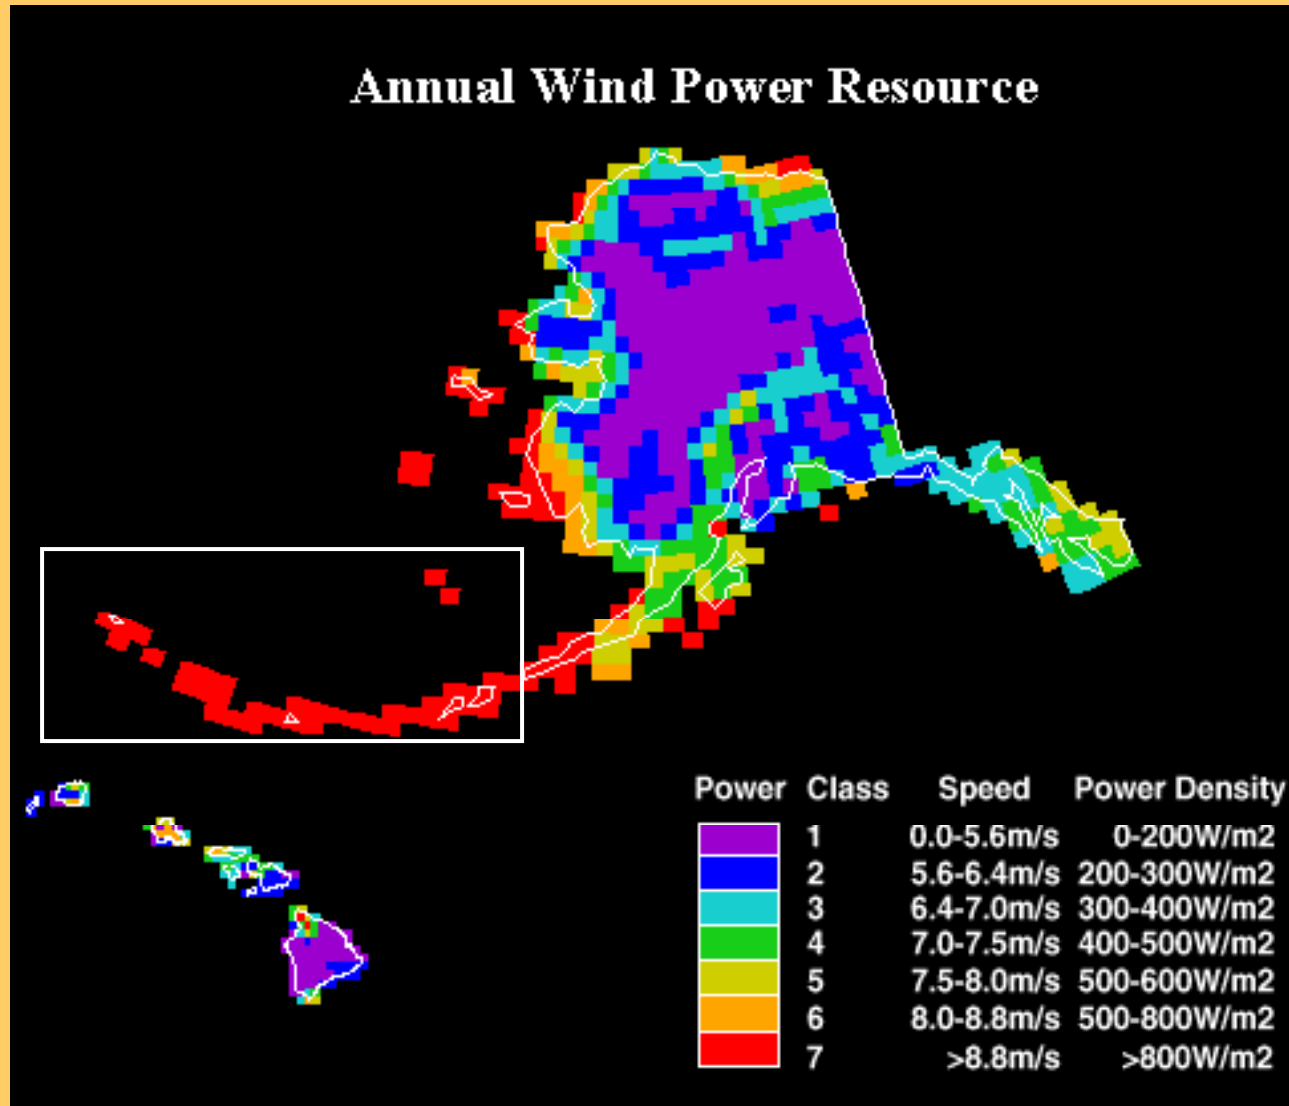 Annual Wind Power Resource
Power Class Speed Power Density
1 0.0-5.6m/s 0-200W/m2
2 5.6-6.4m/s 200-300W/m2
3 6.4-7.0m/s 300-400W/m2
4 7.0-7.5m/s 400-500W/m2
5 7.5-8.0m/s 500-600W/m2
6 8.0-8.8m/s 500-800W/m2
7 >8.8m/s >800W/m2